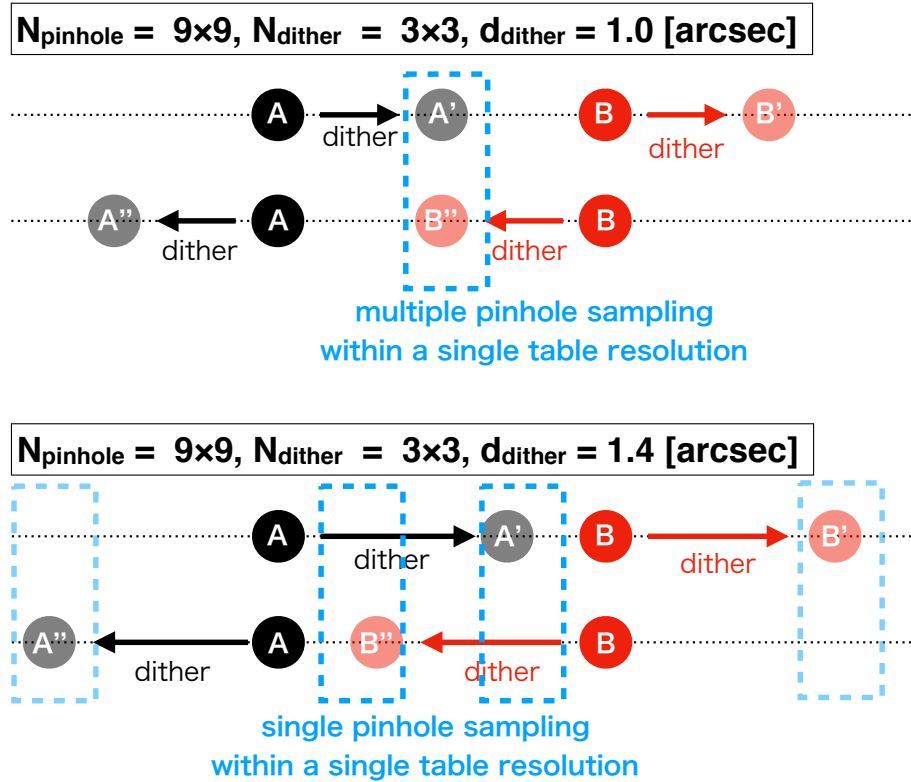 Npinhole = 9×9, Ndither = 3×3, ddither = 1.0 [arcsec]
A A' B B'
dither dither
A'' A B'' B
dither dither
multiple pinhole sampling
within a single table resolution
Npinhole = 9×9, Ndither = 3×3, ddither = 1.4 [arcsec]
A A' B B'
dither dither
A'' A B'' B
dither dither
single pinhole sampling
within a single table resolution